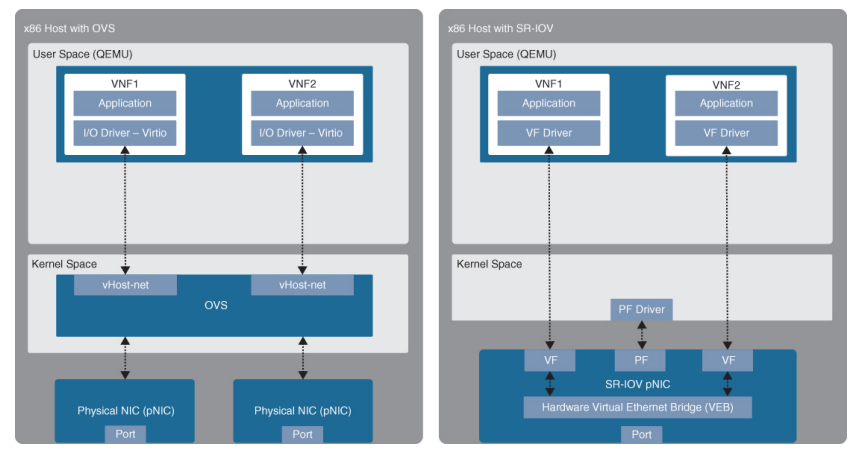 x86 Host with OVS
User Space (QEMU)
VNF1
Application
I/O Driver – Virtio
VNF2
Application
I/O Driver – Virtio
Kernel Space
vHost-net
vHost-net
OVS
Physical NIC (pNIC)
Port
Physical NIC (pNIC)
Port
x86 Host with SR-IOV
User Space (QEMU)
VNF1
Application
VF Driver
VNF2
Application
VF Driver
Kernel Space
PF Driver
VF
PF
VF
SR-IOV pNIC
Hardware Virtual Ethernet Bridge (VEB)
Port